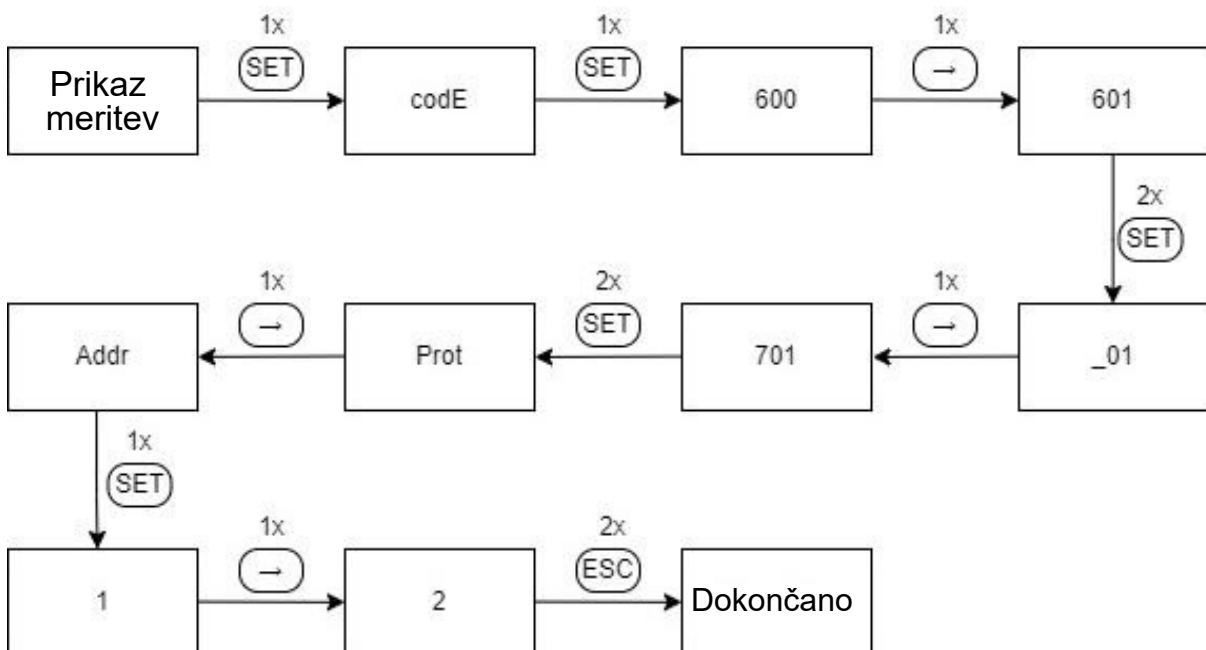 1x
SET
1x
SET
1x
→
Prikaz
meritev
codE
600
601
2x
SET
1x
→
2x
SET
1x
→
Addr
Prot
701
_01
1x
SET
1x
→
2x
ESC
1
2
Dokončano